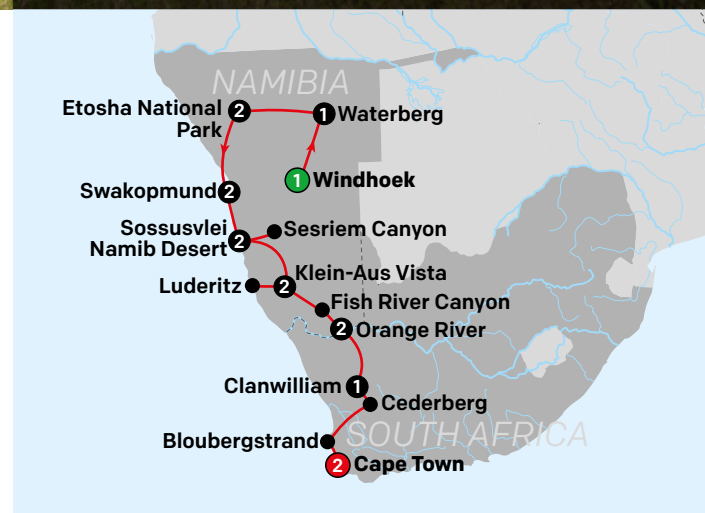 NAMIBIA
Etosha National
Park
2
1
Waterberg
1
Windhoek
Swakopmund
2
Sossusvlei
Namib Desert
2
Sesriem Canyon
Klein-Aus Vista
Luderitz
2
Fish River Canyon
2
Orange River
Clanwilliam
1
Cederberg
SOUTH AFRICA
Bloubergstrand
2
Cape Town